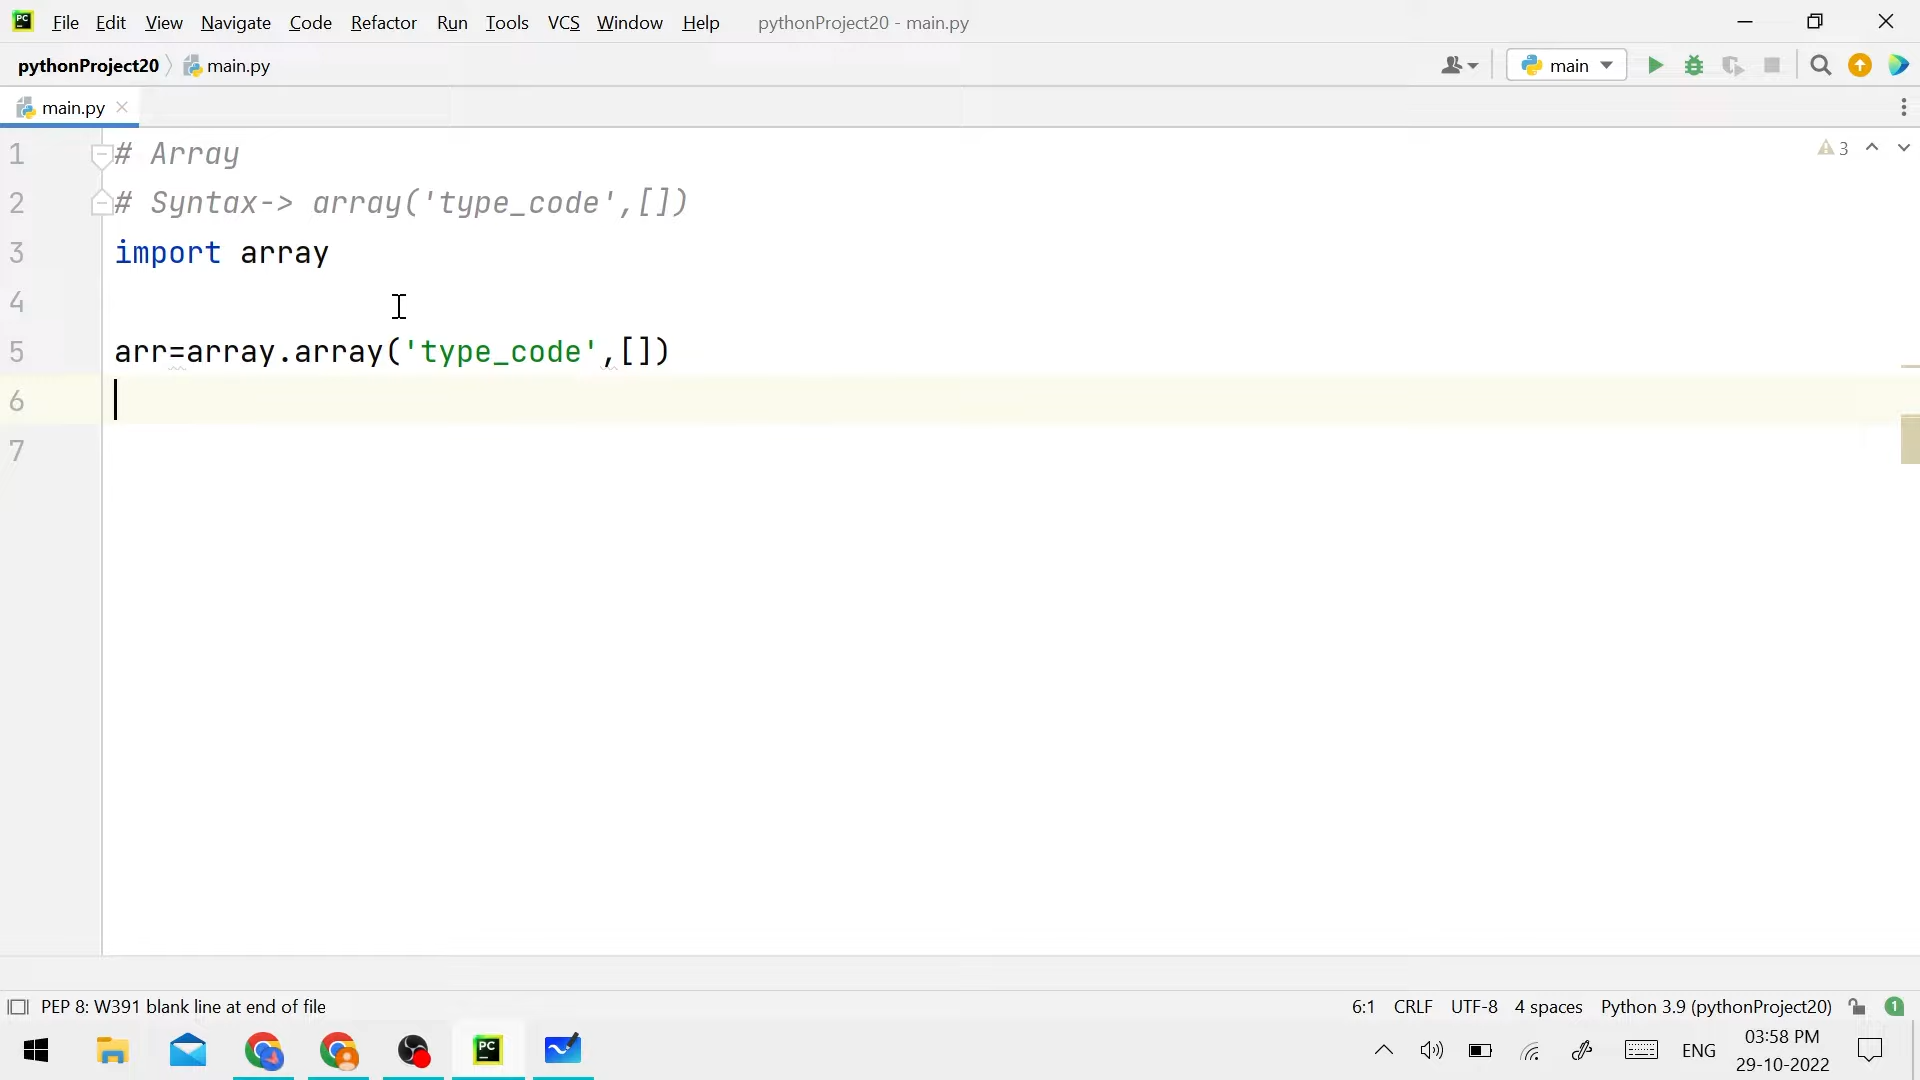 PC File Edit View Navigate Code Refactor Run Tools VCS Window Help pythonProject20 - main.py
pythonProject20 main.py main
main.py
1 # Array
2 # Syntax-> array('type_code',[])
3 import array
4
5 arr=array.array('type_code',[])
6
7
3
PEP 8: W391 blank line at end of file 6:1 CRLF UTF-8 4 spaces Python 3.9 (pythonProject20) 1
PC ENG 03:58 PM
29-10-2022